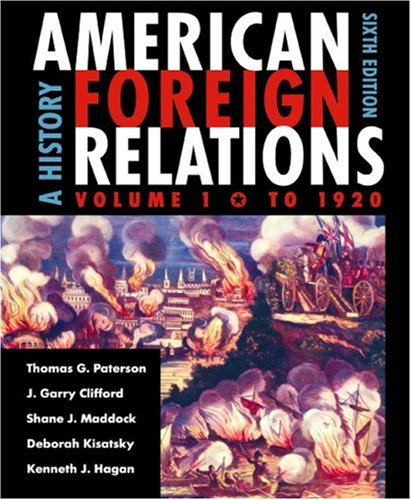 AMERICAN
FOREIGN
RELATIONS
A HISTORY
SIXTH EDITION
VOLUME 1 ✪ TO 1920
Thomas G. Paterson
J. Garry Clifford
Shane J. Maddock
Deborah Kisatsky
Kenneth J. Hagan